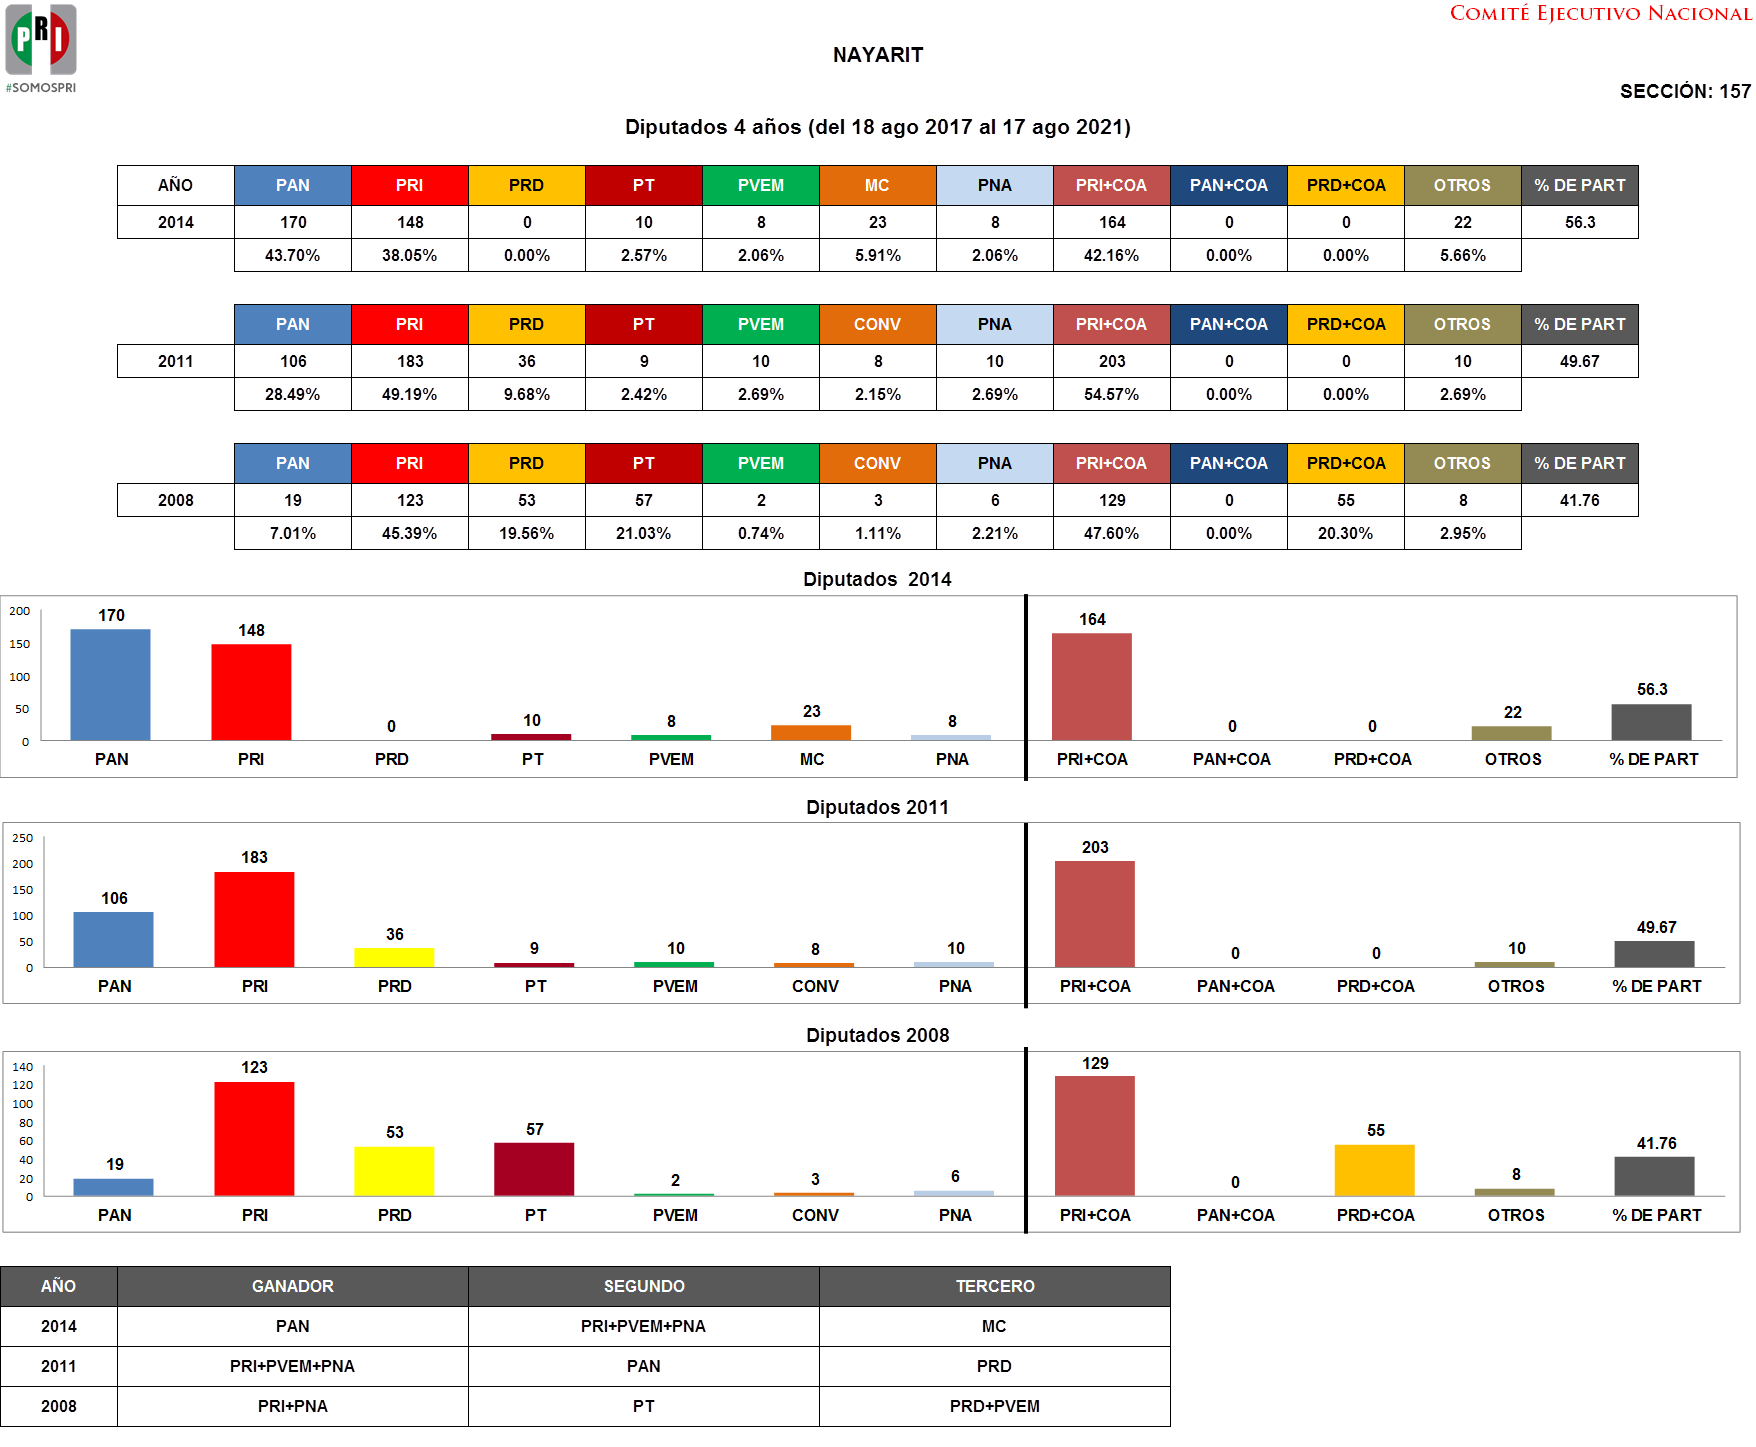 COMITÉ EJECUTIVO NACIONAL
PRI
#SOMOSPRI
NAYARIT
SECCIÓN: 157
Diputados 4 años (del 18 ago 2017 al 17 ago 2021)
AÑO PAN PRI PRD PT PVEM MC PNA PRI+COA PAN+COA PRD+COA OTROS % DE PART
2014 170 148 0 10 8 23 8 164 0 0 22 56.3
43.70% 38.05% 0.00% 2.57% 2.06% 5.91% 2.06% 42.16% 0.00% 0.00% 5.66%
PAN PRI PRD PT PVEM CONV PNA PRI+COA PAN+COA PRD+COA OTROS % DE PART
2011 106 183 36 9 10 8 10 203 0 0 10 49.67
28.49% 49.19% 9.68% 2.42% 2.69% 2.15% 2.69% 54.57% 0.00% 0.00% 2.69%
PAN PRI PRD PT PVEM CONV PNA PRI+COA PAN+COA PRD+COA OTROS % DE PART
2008 19 123 53 57 2 3 6 129 0 55 8 41.76
7.01% 45.39% 19.56% 21.03% 0.74% 1.11% 2.21% 47.60% 0.00% 20.30% 2.95%
Diputados  2014
200
150
100
50
0
170 148 0 10 8 23 8 164 0 0 22 56.3
PAN PRI PRD PT PVEM MC PNA PRI+COA PAN+COA PRD+COA OTROS % DE PART
Diputados 2011
250
200
150
100
50
0
106 183 36 9 10 8 10 203 0 0 10 49.67
PAN PRI PRD PT PVEM CONV PNA PRI+COA PAN+COA PRD+COA OTROS % DE PART
Diputados 2008
140
120
100
80
60
40
20
0
19 123 53 57 2 3 6 129 0 55 8 41.76
PAN PRI PRD PT PVEM CONV PNA PRI+COA PAN+COA PRD+COA OTROS % DE PART
AÑO GANADOR SEGUNDO TERCERO
2014 PAN PRI+PVEM+PNA MC
2011 PRI+PVEM+PNA PAN PRD
2008 PRI+PNA PT PRD+PVEM